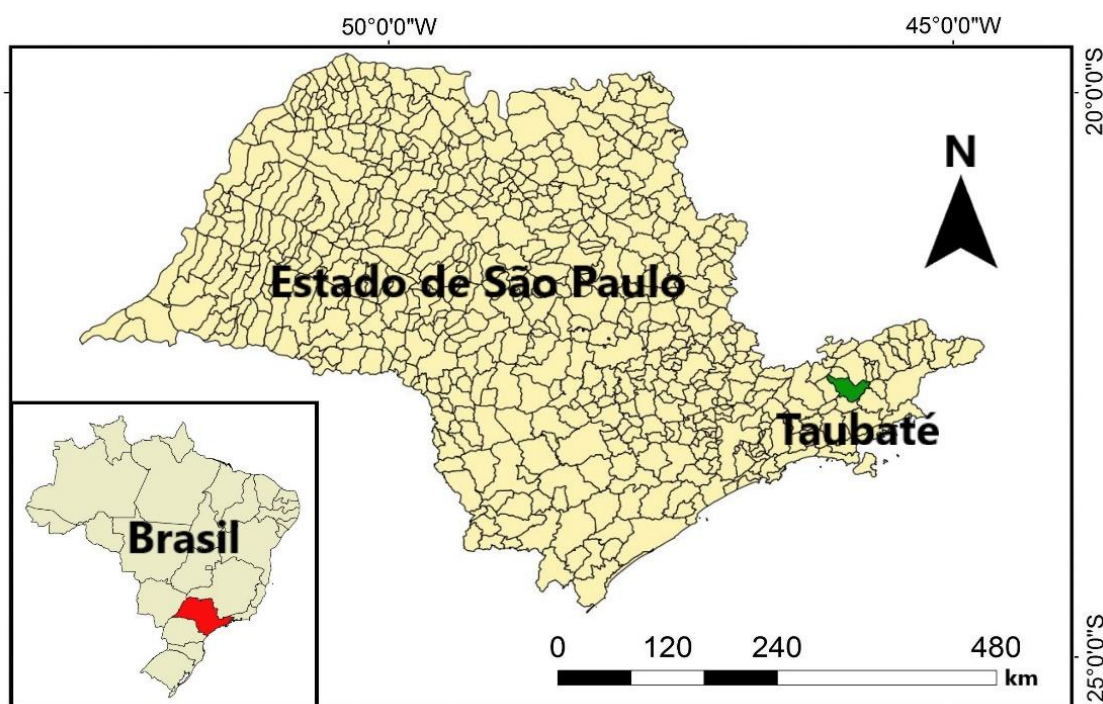 50°0'0"W
45°0'0"W
20°0'0"S
N
Estado de São Paulo
Taubaté
Brasil
0 120 240 480
km
25°0'0"S